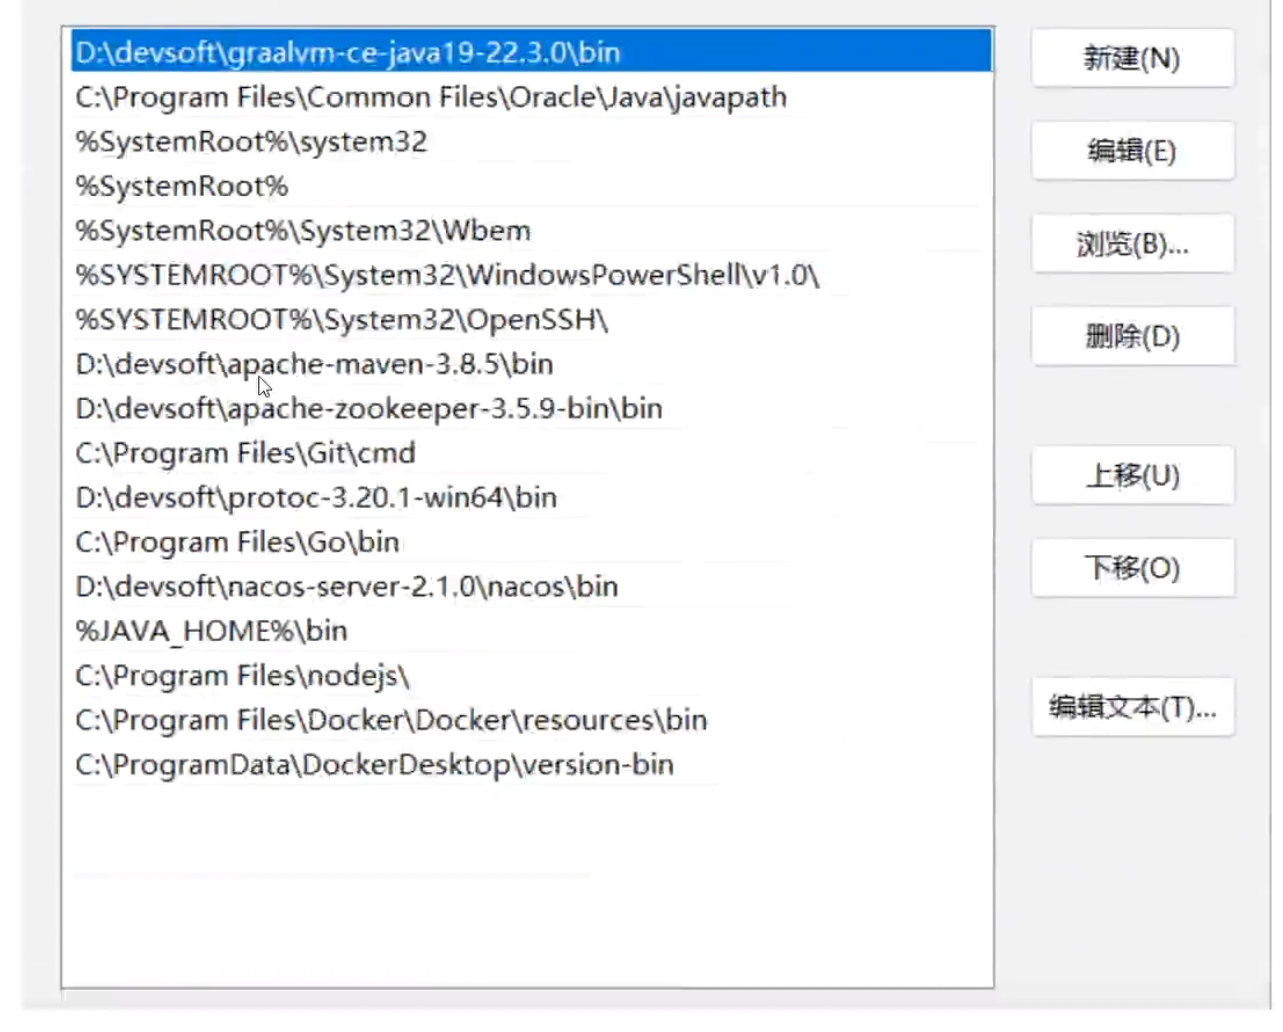 D:\devsoft\graalvm-ce-java19-22.3.0\bin
C:\Program Files\Common Files\Oracle\Java\javapath
%SystemRoot%\system32
%SystemRoot%
%SystemRoot%\System32\Wbem
%SYSTEMROOT%\System32\WindowsPowerShell\v1.0\
%SYSTEMROOT%\System32\OpenSSH\
D:\devsoft\apache-maven-3.8.5\bin
D:\devsoft\apache-zookeeper-3.5.9-bin\bin
C:\Program Files\Git\cmd
D:\devsoft\protoc-3.20.1-win64\bin
C:\Program Files\Go\bin
D:\devsoft\nacos-server-2.1.0\nacos\bin
%JAVA_HOME%\bin
C:\Program Files\nodejs\
C:\Program Files\Docker\Docker\resources\bin
C:\ProgramData\DockerDesktop\version-bin
新建(N)
编辑(E)
浏览(B)...
删除(D)
上移(U)
下移(O)
编辑文本(T)...